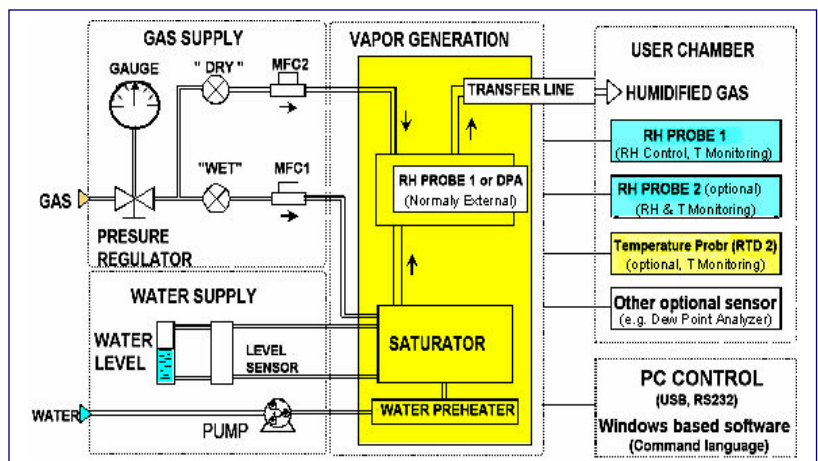 GAS SUPPLY
GAUGE
" DRY "
MFC2
"WET"
MFC1
GAS
PRESURE
REGULATOR
WATER SUPPLY
WATER
LEVEL
LEVEL
SENSOR
WATER
PUMP
VAPOR GENERATION
TRANSFER LINE
RH PROBE 1 or DPA
(Normaly External)
SATURATOR
WATER PREHEATER
USER CHAMBER
HUMIDIFIED GAS
RH PROBE 1
(RH Control, T Monitoring)
RH PROBE 2 (optional)
(RH & T Monitoring)
Temperature Probr (RTD 2)
(optional, T Monitoring)
Other optional sensor
(e.g. Dew Point Analyzer)
PC CONTROL
(USB, RS232)
Windows based software
(Command language)